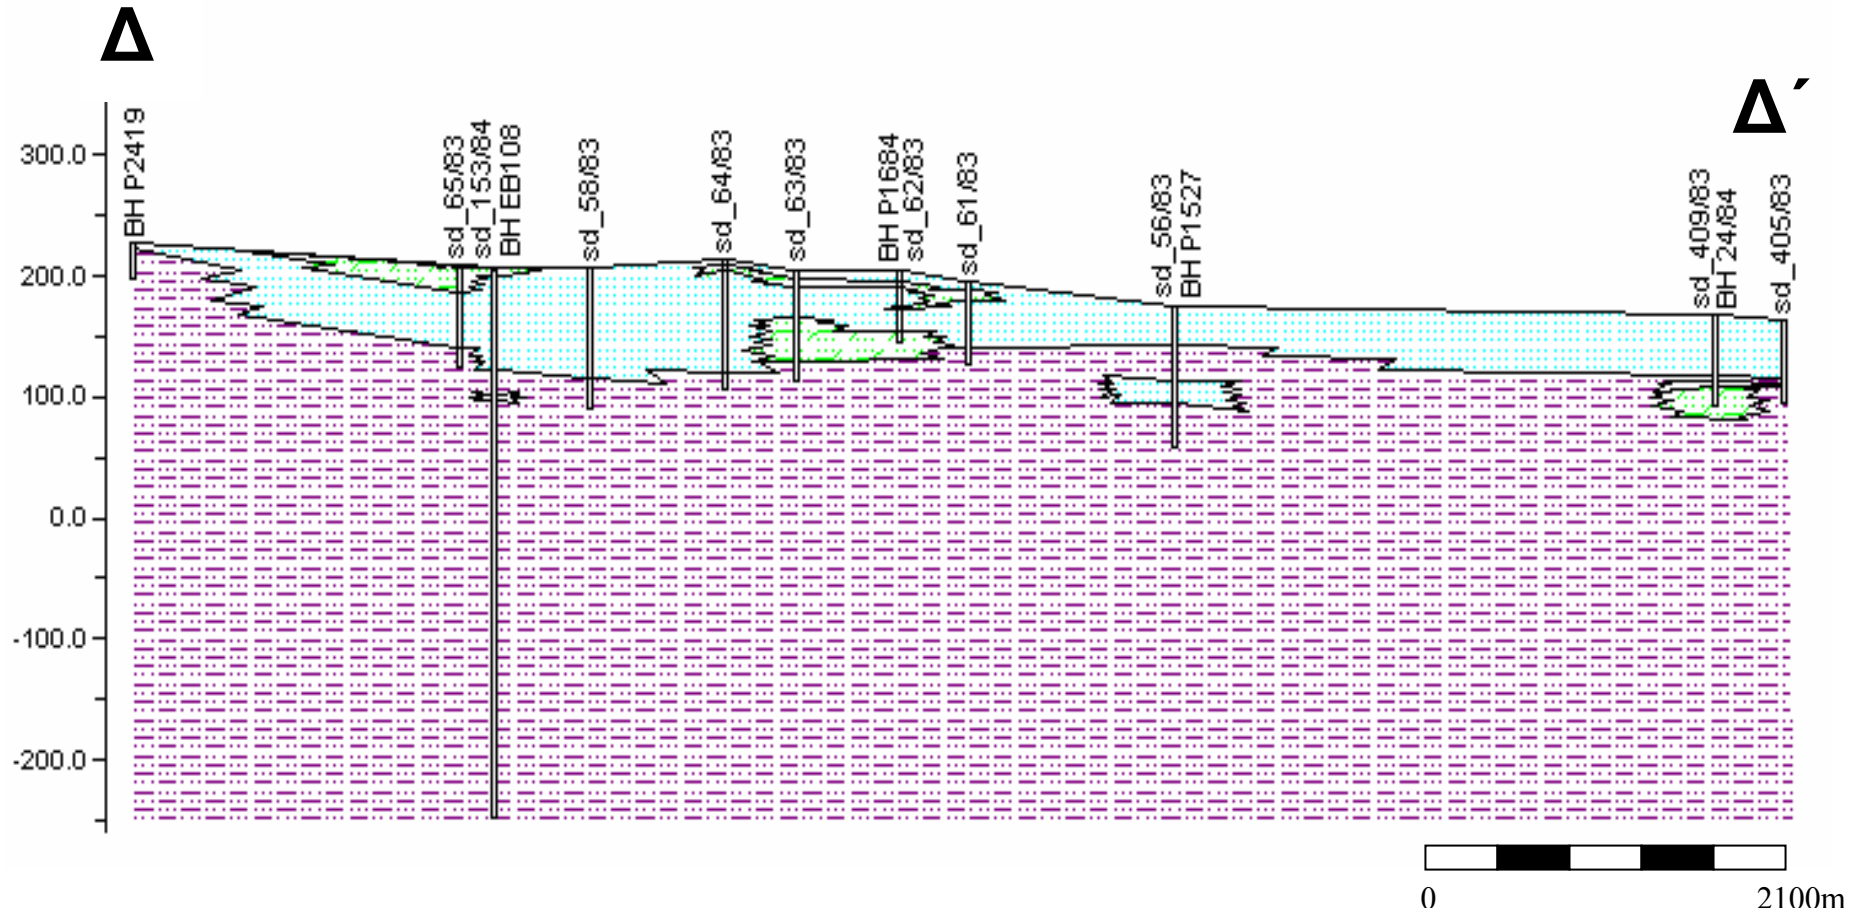 Δ
Δ´
BH P2419
sd_65/83
sd_153/84
BH EB108
sd_58/83
sd_64/83
sd_63/83
BH P1684
sd_62/83
sd_61/83
sd_56/83
BH P1527
sd_409/83
BH 24/84
sd_405/83
300.0
200.0
100.0
0.0
-100.0
-200.0
0 2100m